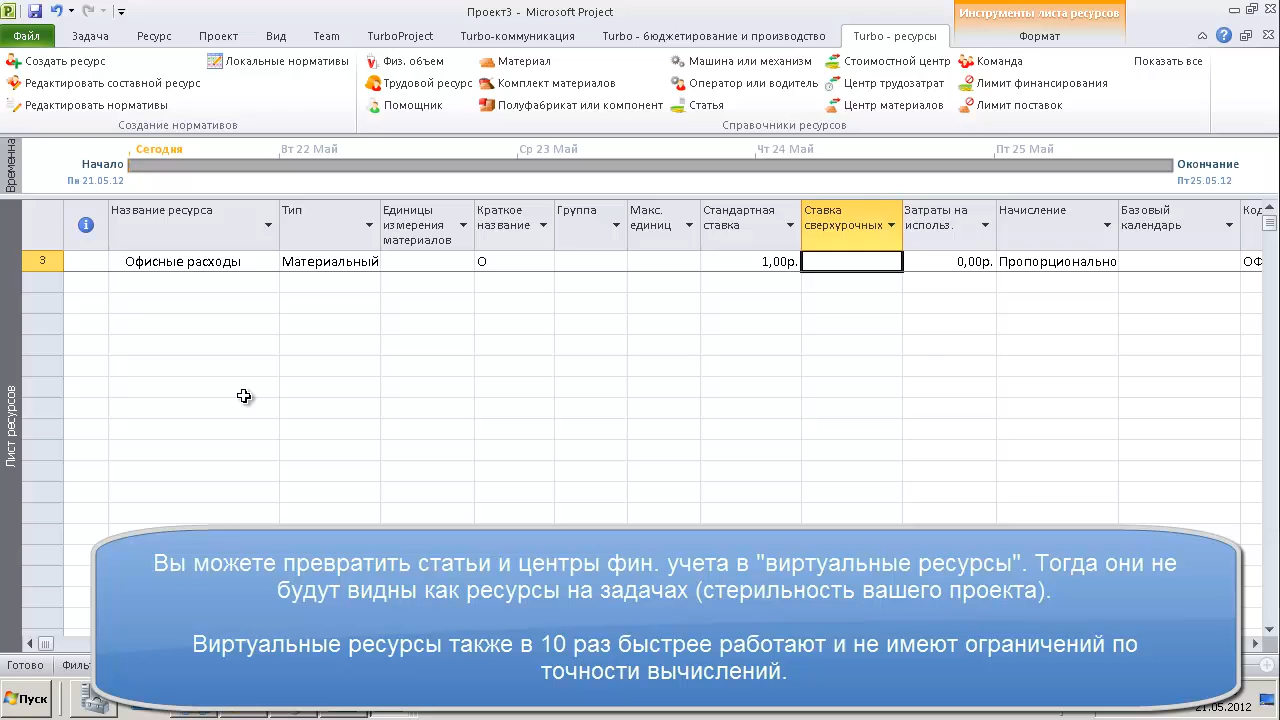 Проект3 - Microsoft Project
Инструменты листа ресурсов
Файл Задача Ресурс Проект Вид Team TurboProject Turbo-коммуникация Turbo - бюджетирование и производство Turbo - ресурсы Формат
Создать ресурс Локальные нормативы Физ. объем Материал Машина или механизм Стоимостной центр Команда Показать все
Редактировать составной ресурс Трудовой ресурс Комплект материалов Оператор или водитель Центр трудозатрат Лимит финансирования
Редактировать нормативы Помощник Полуфабрикат или компонент Статья Центр материалов Лимит поставок
Создание нормативов Справочники ресурсов
Временна
Сегодня Вт 22 Май Ср 23 Май Чт 24 Май Пт 25 Май
Начало Окончание
Пн 21.05.12 Пт25.05.12
Название ресурса Тип Единицы измерения материалов Краткое название Группа Макс. единиц Стандартная ставка Ставка сверхурочных Затраты на использ. Начисление Базовый календарь Код
3 Офисные расходы Материальный О 1,00р. 0,00р. Пропорционально ОФ
Лист ресурсов
Вы можете превратить статьи и центры фин. учета в "виртуальные ресурсы". Тогда они не
будут видны как ресурсы на задачах (стерильность вашего проекта).
Виртуальные ресурсы также в 10 раз быстрее работают и не имеют ограничений по
точности вычислений.
Готово Филь
Пуск
21.05.2012